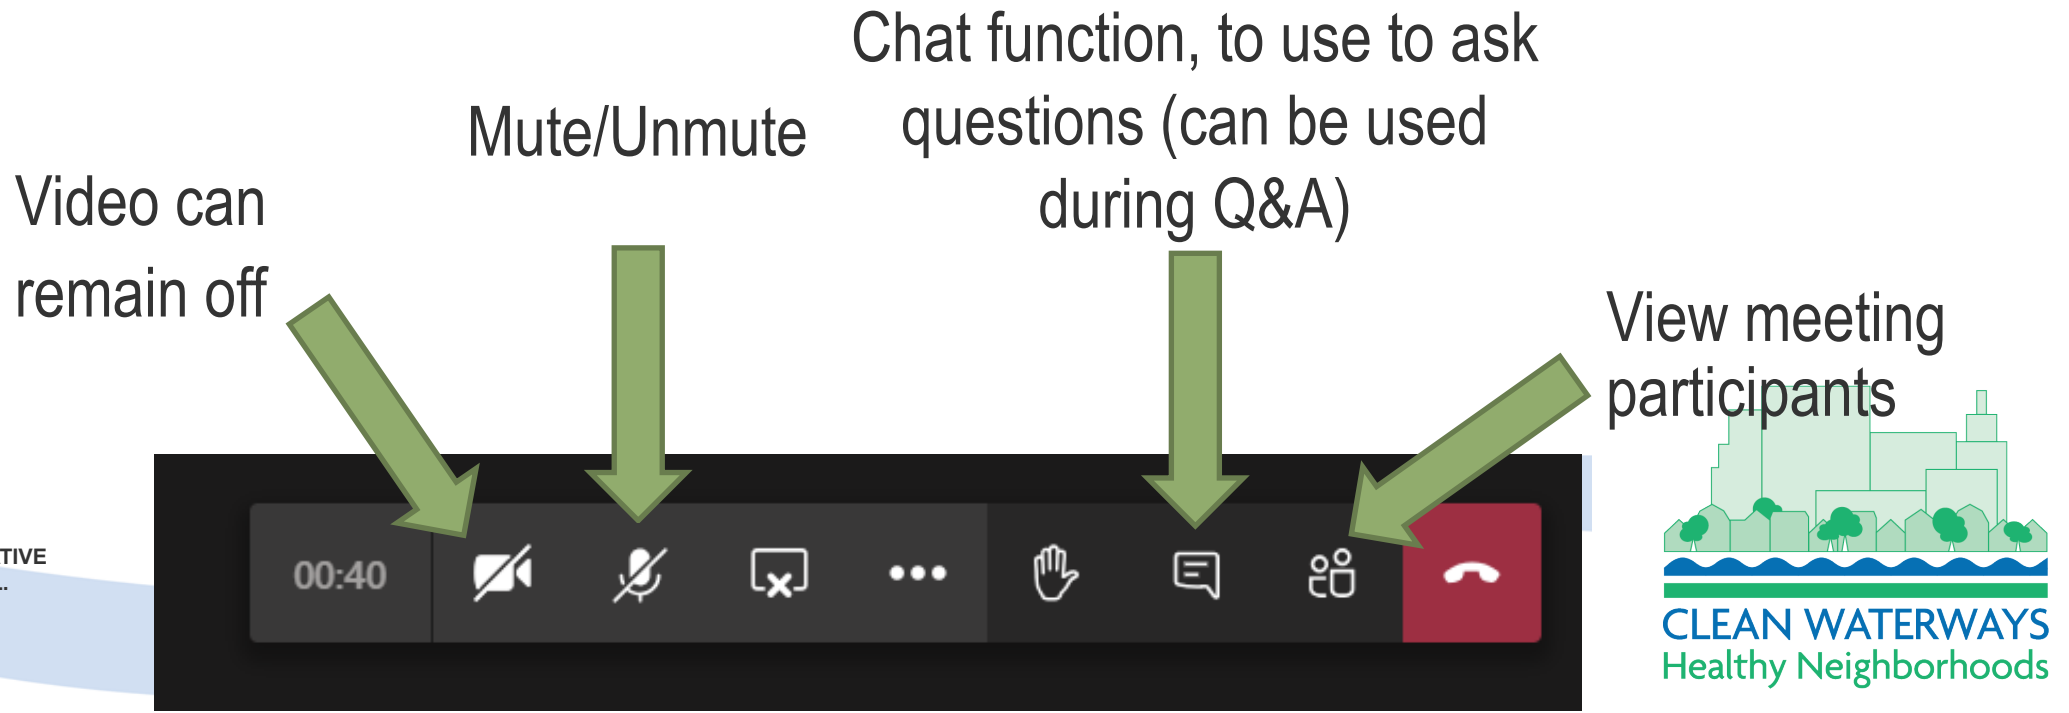 Chat function, to use to ask
questions (can be used
during Q&A)
Mute/Unmute
Video can
remain off
View meeting
participants
TIVE
00:40
CLEAN WATERWAYS
Healthy Neighborhoods